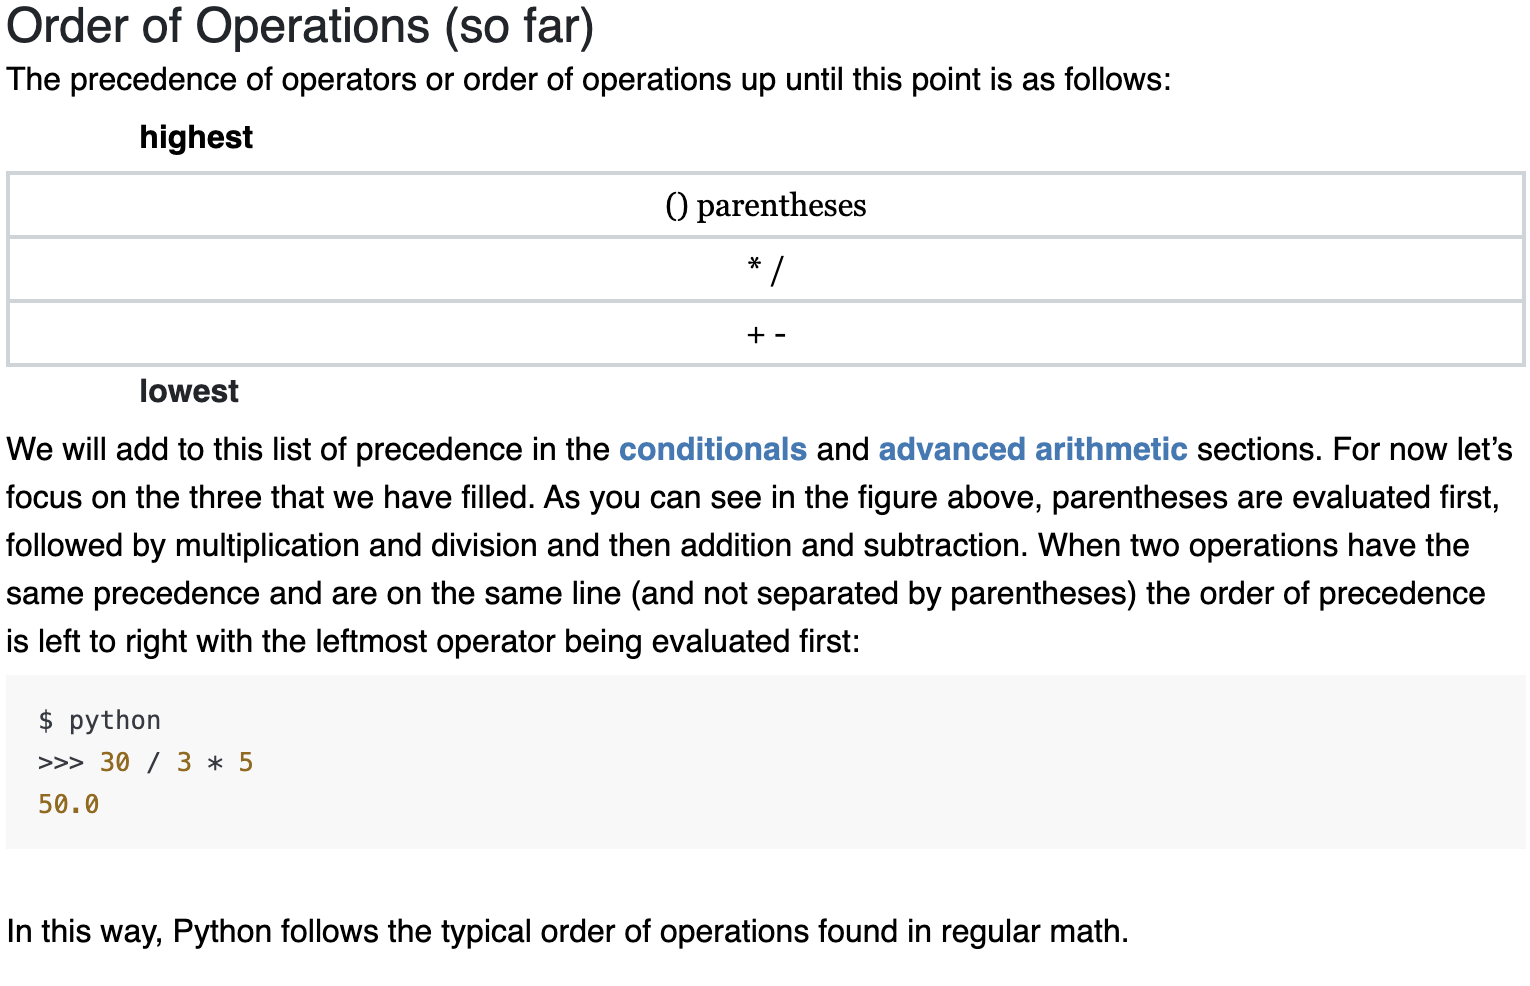 Order of Operations (so far)
The precedence of operators or order of operations up until this point is as follows:
highest
() parentheses
* /
+ -
lowest
We will add to this list of precedence in the conditionals and advanced arithmetic sections. For now let’s
focus on the three that we have filled. As you can see in the figure above, parentheses are evaluated first,
followed by multiplication and division and then addition and subtraction. When two operations have the
same precedence and are on the same line (and not separated by parentheses) the order of precedence
is left to right with the leftmost operator being evaluated first:
$ python
>>> 30 / 3 * 5
50.0
In this way, Python follows the typical order of operations found in regular math.